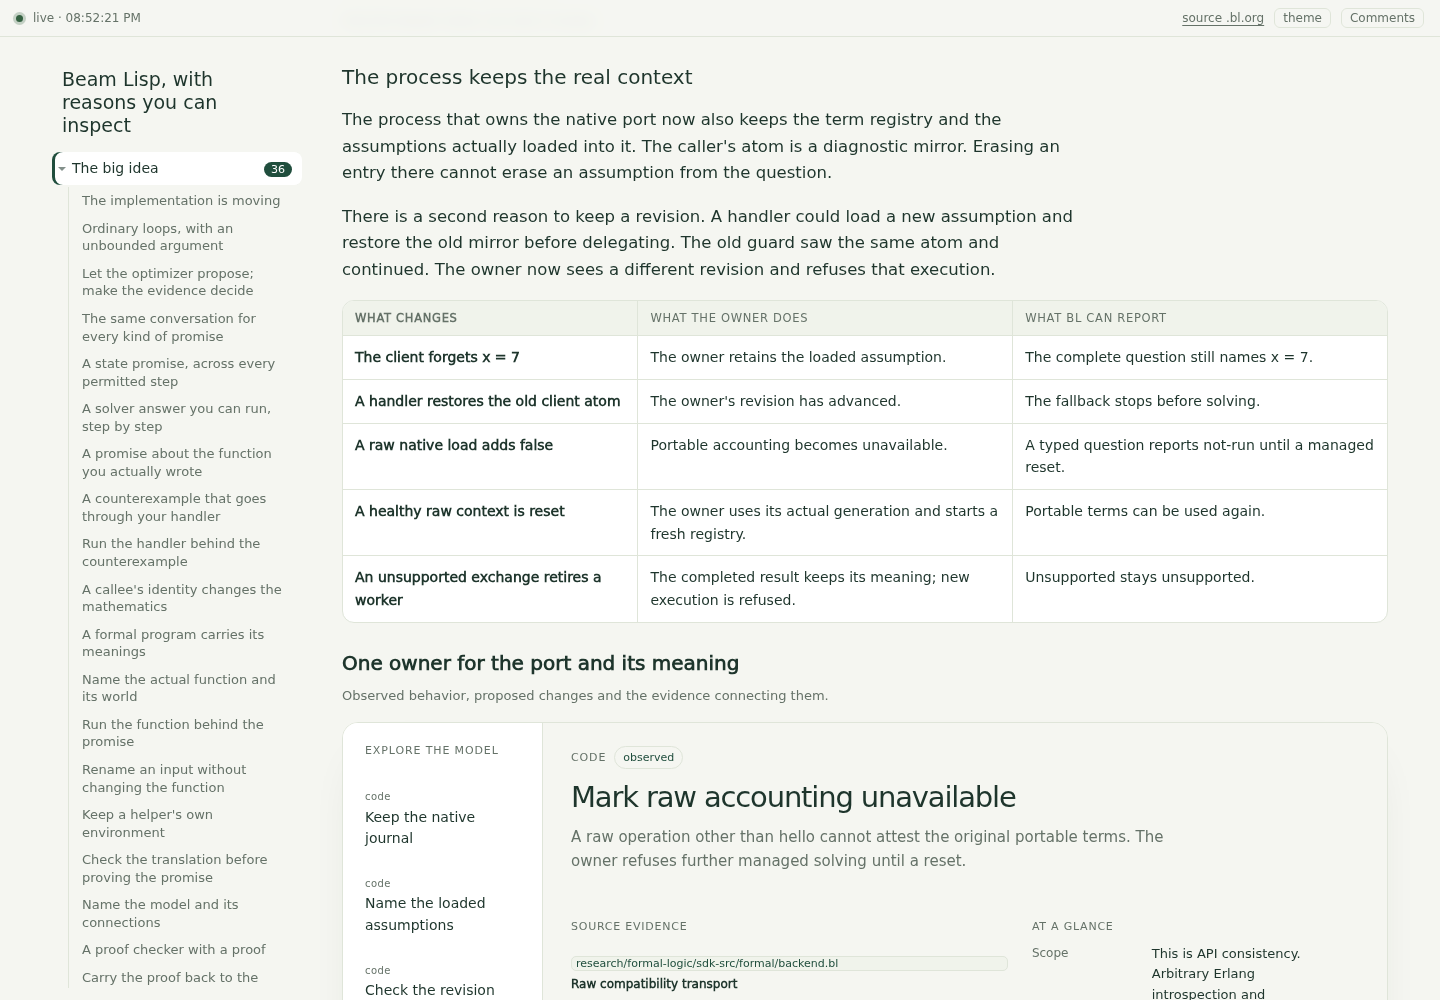 live · 08:52:21 PM
source .bl.org
theme
Comments
Beam Lisp, with
reasons you can
inspect
The big idea
36
The implementation is moving
Ordinary loops, with an
unbounded argument
Let the optimizer propose;
make the evidence decide
The same conversation for
every kind of promise
A state promise, across every
permitted step
A solver answer you can run,
step by step
A promise about the function
you actually wrote
A counterexample that goes
through your handler
Run the handler behind the
counterexample
A callee's identity changes the
mathematics
A formal program carries its
meanings
Name the actual function and
its world
Run the function behind the
promise
Rename an input without
changing the function
Keep a helper's own
environment
Check the translation before
proving the promise
Name the model and its
connections
A proof checker with a proof
Carry the proof back to the
The process keeps the real context
The process that owns the native port now also keeps the term registry and the
assumptions actually loaded into it. The caller's atom is a diagnostic mirror. Erasing an
entry there cannot erase an assumption from the question.
There is a second reason to keep a revision. A handler could load a new assumption and
restore the old mirror before delegating. The old guard saw the same atom and
continued. The owner now sees a different revision and refuses that execution.
WHAT CHANGES
WHAT THE OWNER DOES
WHAT BL CAN REPORT
The client forgets x = 7
The owner retains the loaded assumption.
The complete question still names x = 7.
A handler restores the old client atom
The owner's revision has advanced.
The fallback stops before solving.
A raw native load adds false
Portable accounting becomes unavailable.
A typed question reports not-run until a managed
reset.
A healthy raw context is reset
The owner uses its actual generation and starts a
fresh registry.
Portable terms can be used again.
An unsupported exchange retires a
worker
The completed result keeps its meaning; new
execution is refused.
Unsupported stays unsupported.
One owner for the port and its meaning
Observed behavior, proposed changes and the evidence connecting them.
EXPLORE THE MODEL
code
Keep the native
journal
code
Name the loaded
assumptions
code
Check the revision
CODE
observed
Mark raw accounting unavailable
A raw operation other than hello cannot attest the original portable terms. The
owner refuses further managed solving until a reset.
SOURCE EVIDENCE
research/formal-logic/sdk-src/formal/backend.bl
Raw compatibility transport
AT A GLANCE
Scope
This is API consistency.
Arbitrary Erlang
introspection and